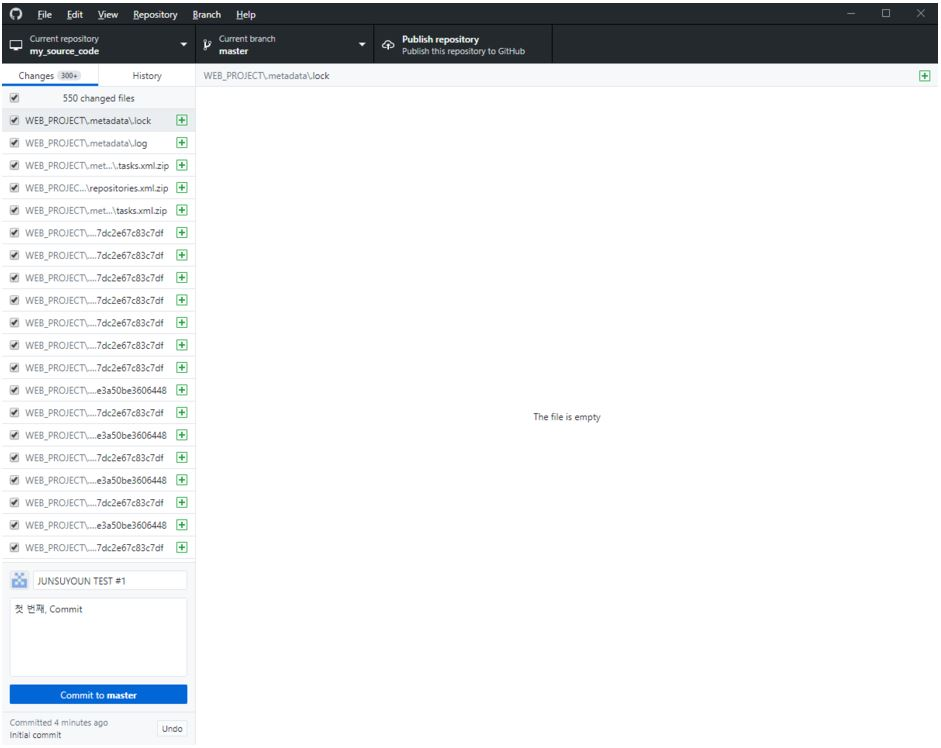 File Edit View Repository Branch Help
Current repository
my_source_code
Current branch
master
Publish repository
Publish this repository to GitHub
Changes 300+ History
WEB_PROJECT\.metadata\.lock
550 changed files
WEB_PROJECT\.metadata\.lock
WEB_PROJECT\.metadata\.log
WEB_PROJECT\.met...\.tasks.xml.zip
WEB_PROJEC...\repositories.xml.zip
WEB_PROJECT\.met...\tasks.xml.zip
WEB_PROJECT\....7dc2e67c83c7df
WEB_PROJECT\....7dc2e67c83c7df
WEB_PROJECT\....7dc2e67c83c7df
WEB_PROJECT\....7dc2e67c83c7df
WEB_PROJECT\....7dc2e67c83c7df
WEB_PROJECT\....7dc2e67c83c7df
WEB_PROJECT\....7dc2e67c83c7df
WEB_PROJECT\....e3a50be3606448
WEB_PROJECT\....7dc2e67c83c7df
WEB_PROJECT\....e3a50be3606448
WEB_PROJECT\....7dc2e67c83c7df
WEB_PROJECT\....e3a50be3606448
WEB_PROJECT\....7dc2e67c83c7df
WEB_PROJECT\....e3a50be3606448
WEB_PROJECT\....7dc2e67c83c7df
The file is empty
JUNSUYOUN TEST #1
첫 번째, Commit
Commit to master
Committed 4 minutes ago
Initial commit
Undo